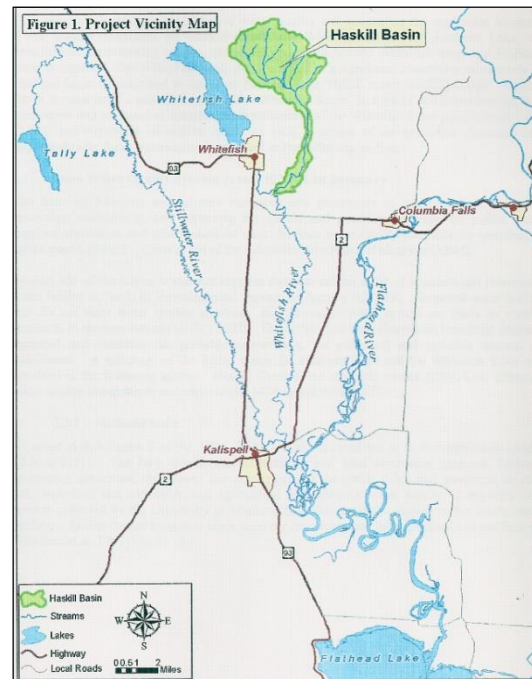 Figure 1. Project Vicinity Map
Haskill Basin
Whitefish Lake
Tally Lake
93
Whitefish
Stillwater River
Columbia Falls
2
Whitefish River
Flathead River
Kalispell
2
93
Flathead Lake
Haskill Basin
Streams
Lakes
Highway
Local Roads
N
W
E
S
0 0.5 1
2
Miles